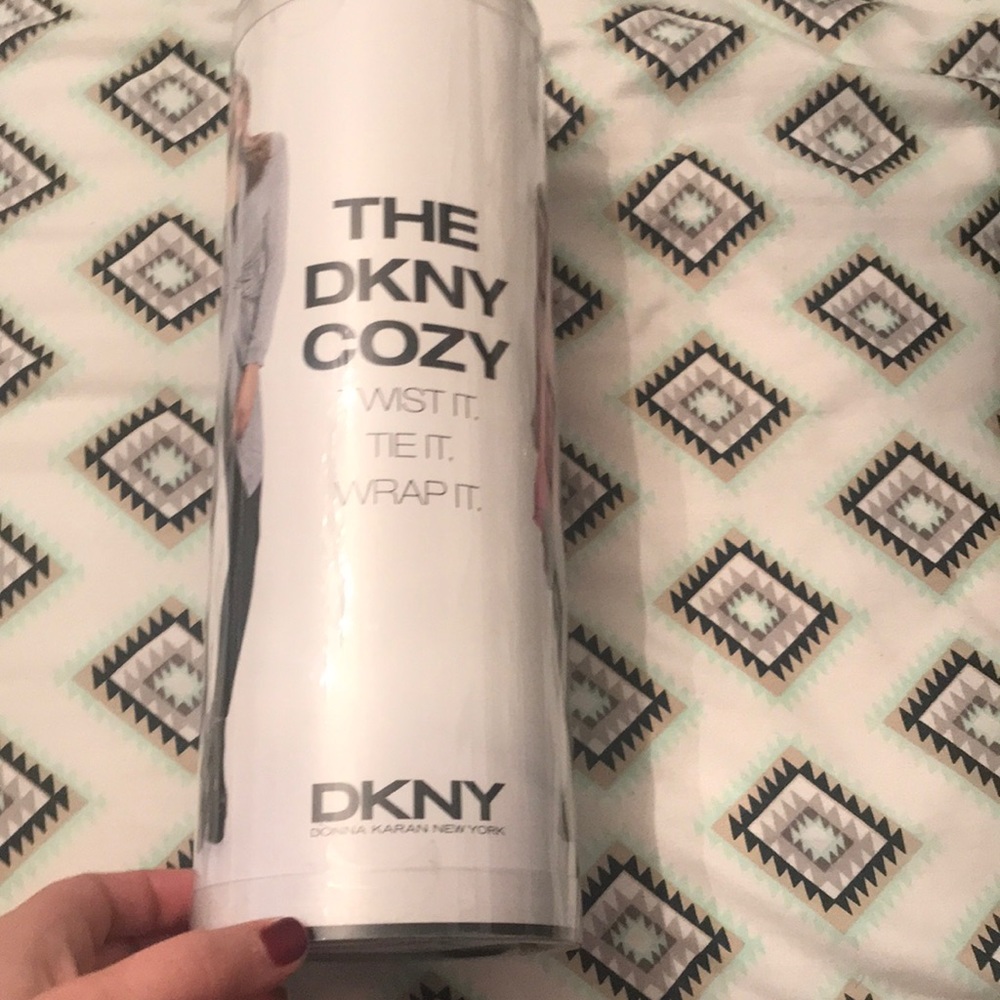 THE
DKNY
COZY
TWIST IT.
TIE IT.
WRAP IT.
DKNY
DONNA KARAN NEW YORK